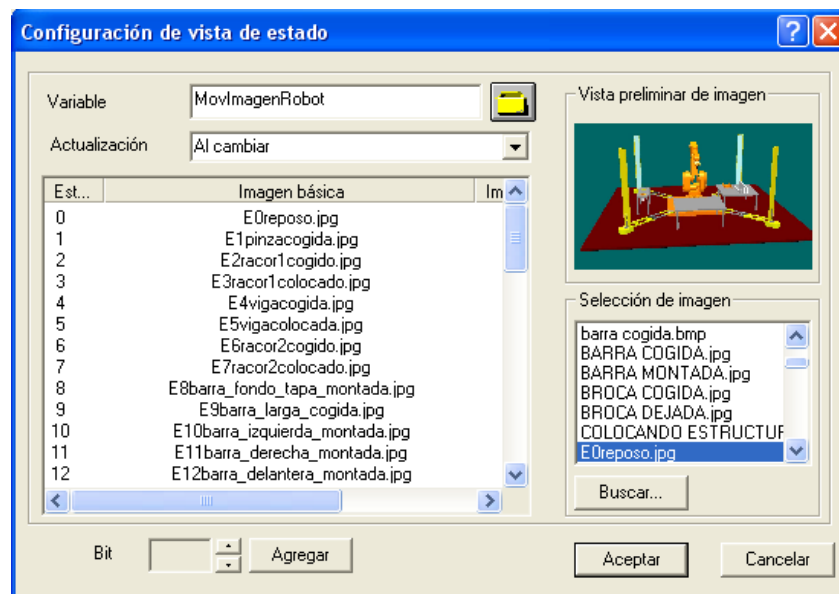 Configuración de vista de estado
Variable
MovImagenRobot
Actualización
Al cambiar
Est... Imagen básica Im
0 E0reposo.jpg
1 E1pinzacogida.jpg
2 E2racor1cogido.jpg
3 E3racor1colocado.jpg
4 E4vigacogida.jpg
5 E5vigacolocada.jpg
6 E6racor2cogido.jpg
7 E7racor2colocado.jpg
8 E8barra_fondo_tapa_montada.jpg
9 E9barra_larga_cogida.jpg
10 E10barra_izquierda_montada.jpg
11 E11barra_derecha_montada.jpg
12 E12barra_delantera_montada.jpg
Vista preliminar de imagen
Selección de imagen
barra cogida.bmp
BARRA COGIDA.jpg
BARRA MONTADA.jpg
BROCA COGIDA.jpg
BROCA DEJADA.jpg
COLOCANDO ESTRUCTUR
E0reposo.jpg
Buscar...
Bit
Agregar
Aceptar
Cancelar